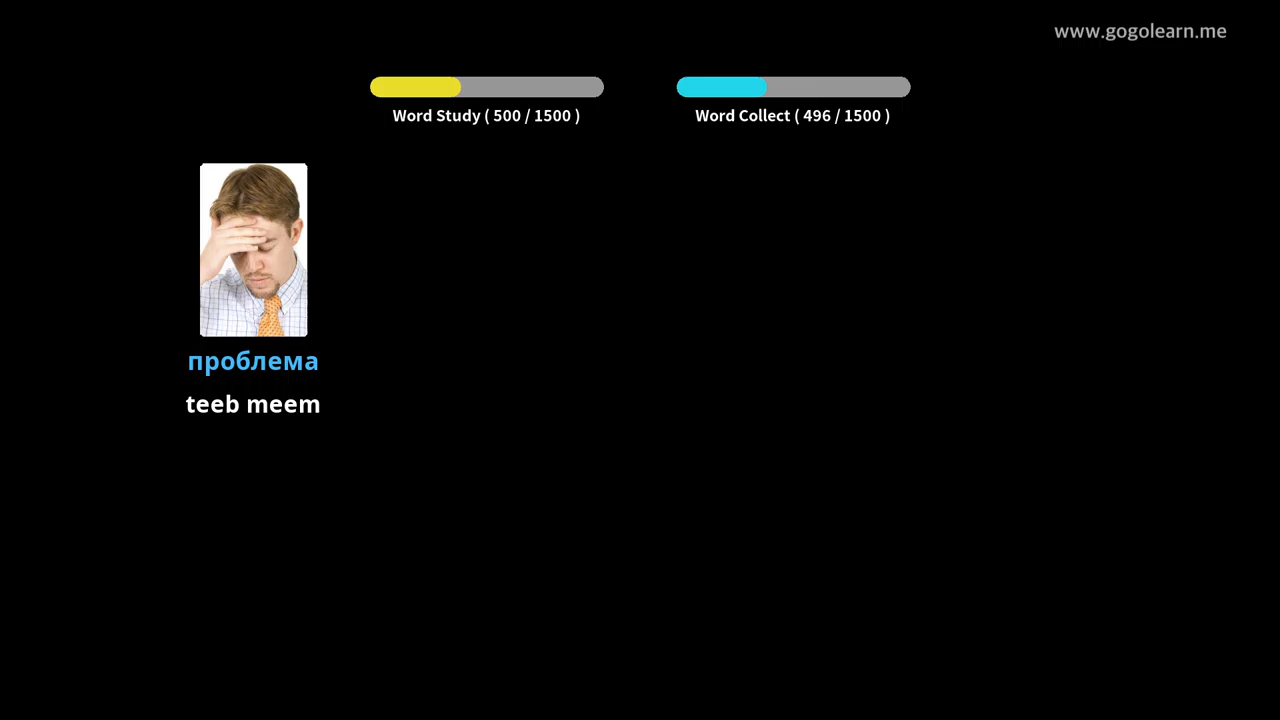 www.gogolearn.me
Word Study ( 500 / 1500 )
Word Collect ( 496 / 1500 )
проблема
teeb meem